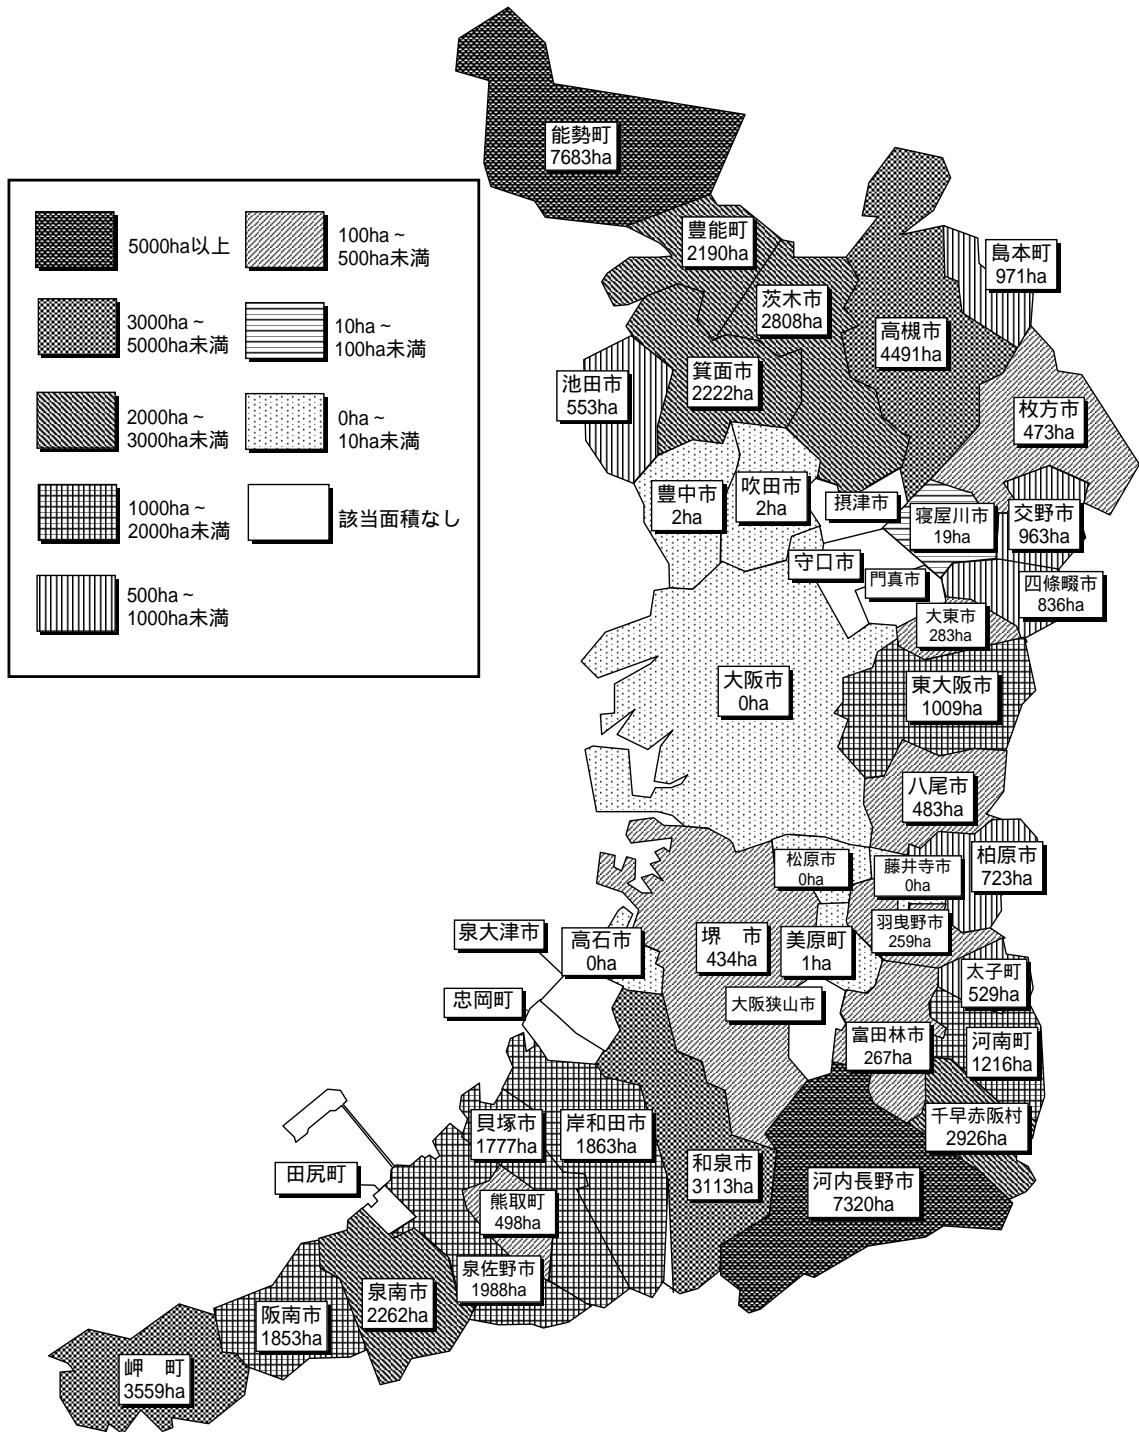 能勢町
7683ha
豊能町
2190ha
島本町
971ha
茨木市
2808ha
高槻市
4491ha
箕面市
2222ha
池田市
553ha
枚方市
473ha
豊中市
2ha
吹田市
2ha
摂津市
寝屋川市
19ha
交野市
963ha
守口市
門真市
四條畷市
836ha
大東市
283ha
大阪市
0ha
東大阪市
1009ha
八尾市
483ha
松原市
0ha
藤井寺市
0ha
柏原市
723ha
羽曳野市
259ha
泉大津市
高石市
0ha
堺　市
434ha
美原町
1ha
太子町
529ha
忠岡町
大阪狭山市
富田林市
267ha
河南町
1216ha
貝塚市
1777ha
岸和田市
1863ha
千早赤阪村
2926ha
和泉市
3113ha
河内長野市
7320ha
田尻町
熊取町
498ha
泉佐野市
1988ha
泉南市
2262ha
阪南市
1853ha
岬　町
3559ha
5000ha以上
3000ha～
5000ha未満
2000ha～
3000ha未満
1000ha～
2000ha未満
500ha～
1000ha未満
100ha～
500ha未満
10ha～
100ha未満
0ha～
10ha未満
該当面積なし